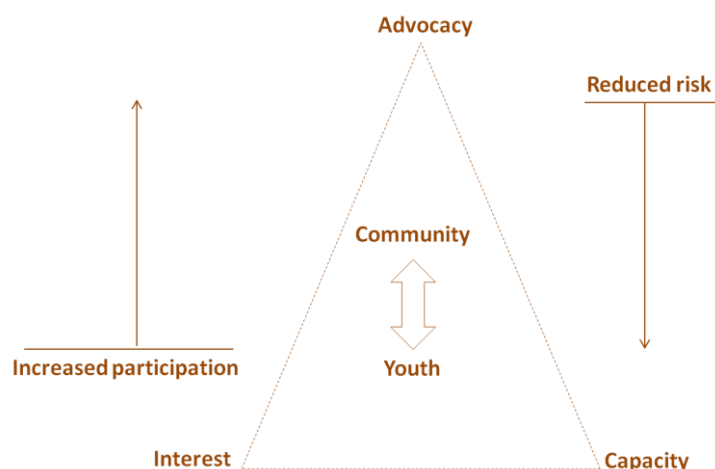 Advocacy
Reduced risk
Community
Youth
Increased participation
Interest
Capacity